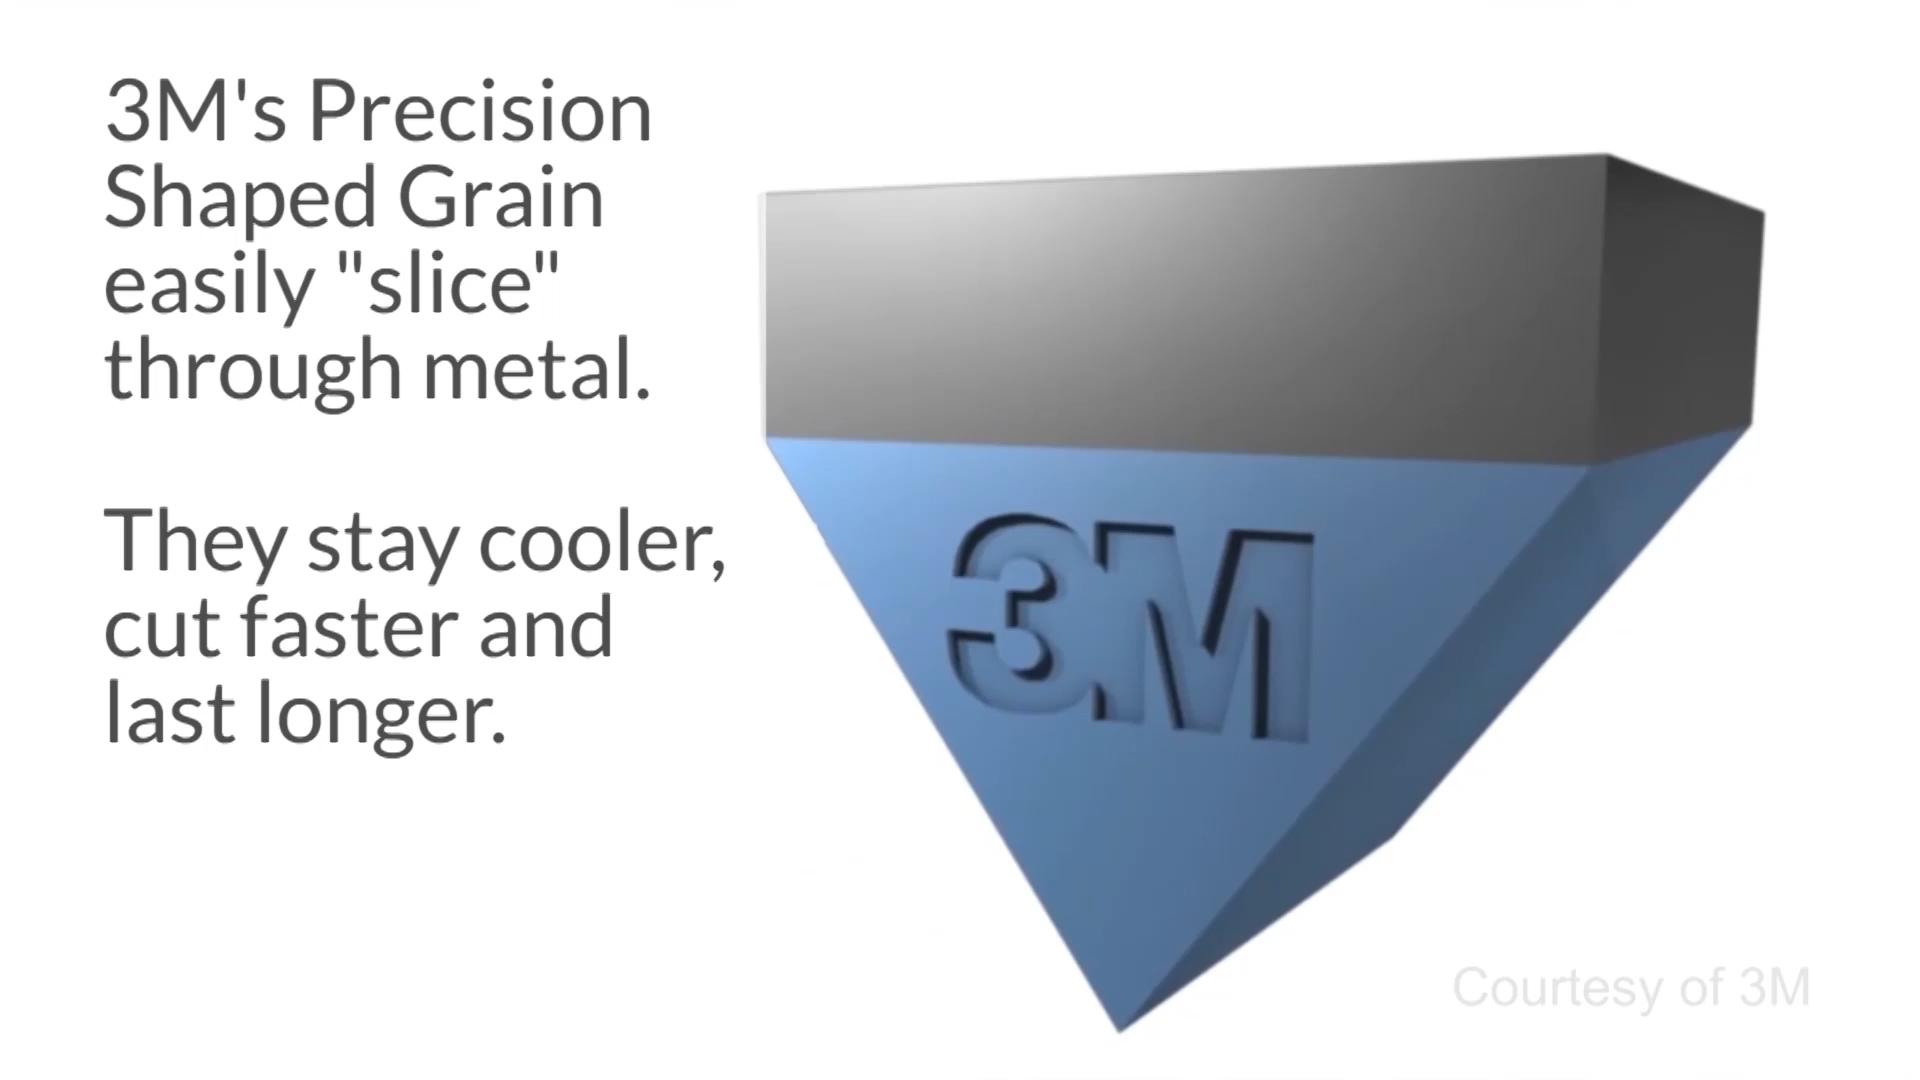 3M's Precision
Shaped Grain
easily "slice"
through metal.
They stay cooler,
cut faster and
last longer.
3M
Courtesy of 3M